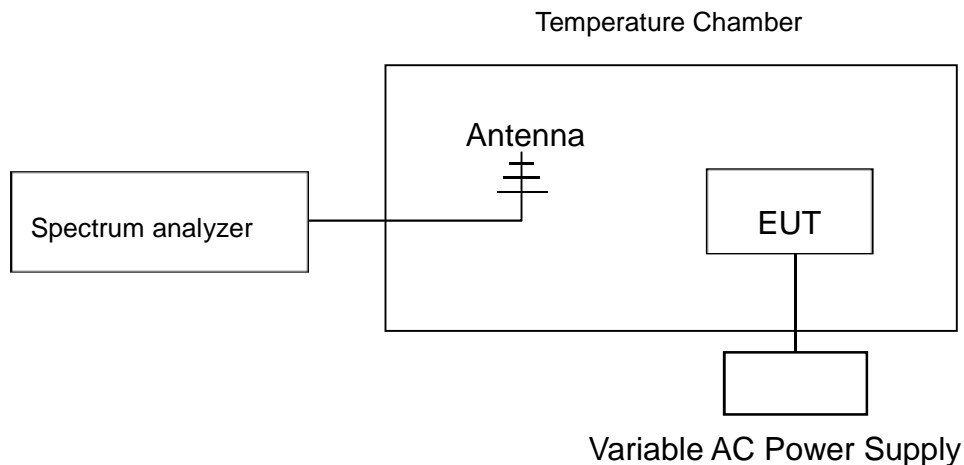 Temperature Chamber
Antenna
Spectrum analyzer
EUT
Variable AC Power Supply